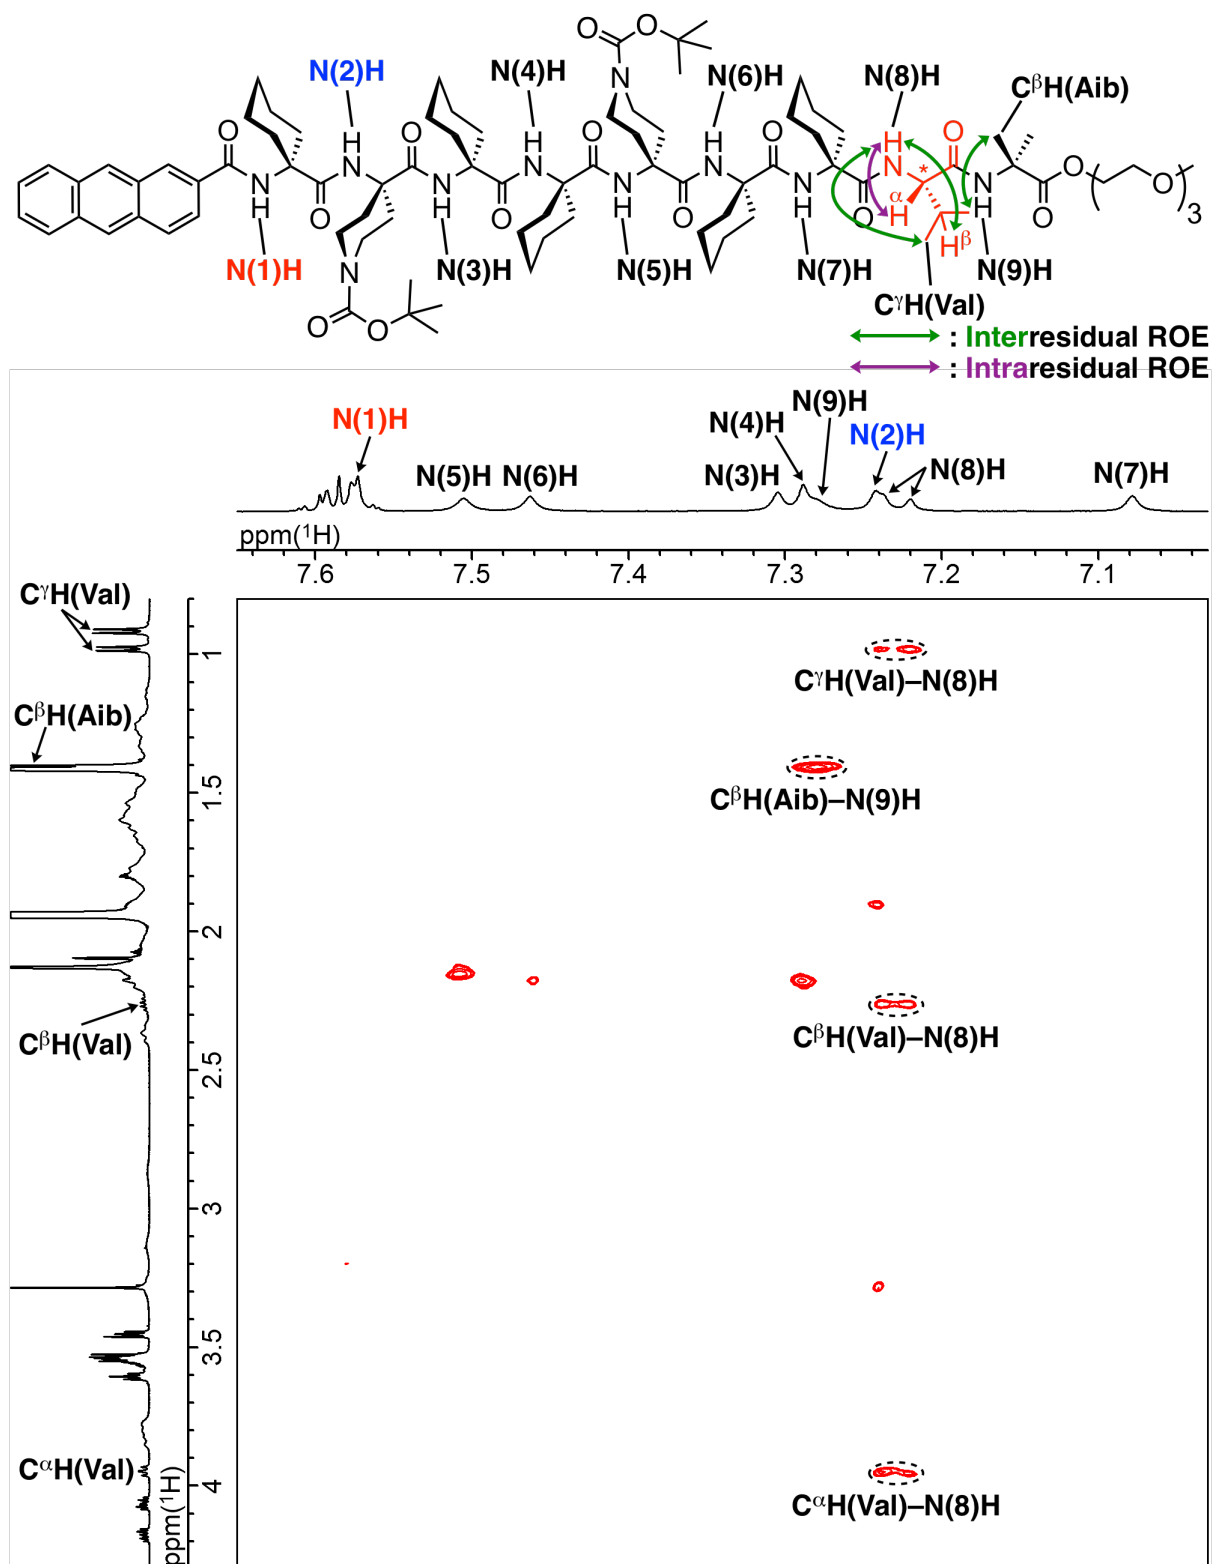 O
O
N(2)H
N(4)H
N
N(6)H
N(8)H
CᵝH(Aib)
O
H
O
H
O
H
O
H
O
N
H
O
N
N
H
O
N
N
H
O
N
N
H
O
N
*
N
H
O
O
O
3
α
H
Hᵝ
N(1)H
N(3)H
N(5)H
N(7)H
N(9)H
N
O
O
CᵞH(Val)
: Interresidual ROE
: Intraresidual ROE
N(1)H
N(5)H
N(6)H
N(3)H
N(4)H
N(9)H
N(2)H
N(8)H
N(7)H
ppm(¹H)
7.6
7.5
7.4
7.3
7.2
7.1
CᵞH(Val)
1
CᵞH(Val)–N(8)H
CᵝH(Aib)
1.5
CᵝH(Aib)–N(9)H
2
CᵝH(Val)
CᵝH(Val)–N(8)H
2.5
3
3.5
CᵅH(Val)
4
CᵅH(Val)–N(8)H
ppm(¹H)